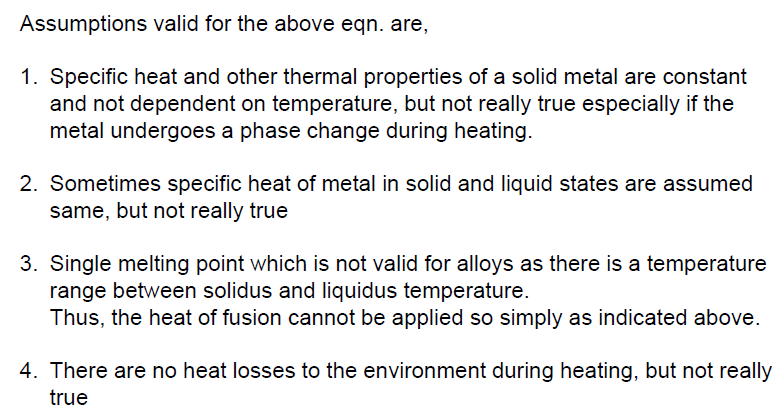 Assumptions valid for the above eqn. are,
1. Specific heat and other thermal properties of a solid metal are constant
and not dependent on temperature, but not really true especially if the
metal undergoes a phase change during heating.
2. Sometimes specific heat of metal in solid and liquid states are assumed
same, but not really true
3. Single melting point which is not valid for alloys as there is a temperature
range between solidus and liquidus temperature.
Thus, the heat of fusion cannot be applied so simply as indicated above.
4. There are no heat losses to the environment during heating, but not really
true